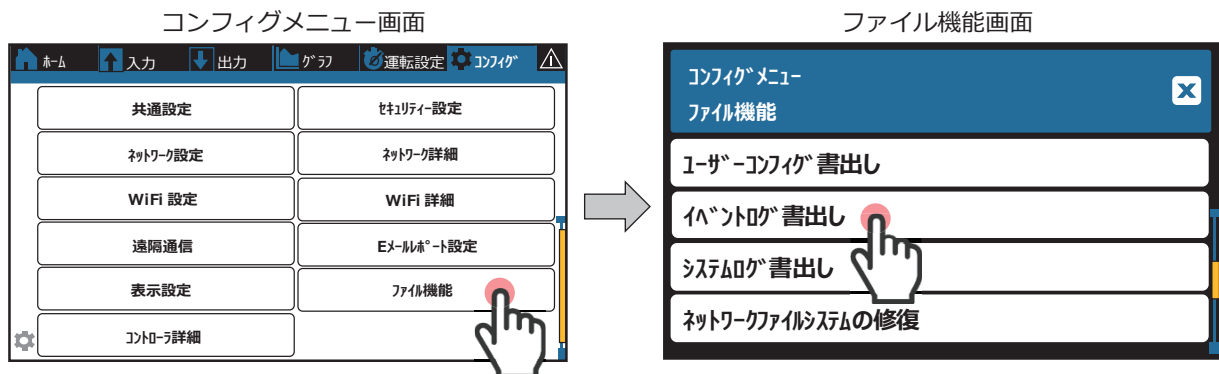 コンフィグメニュー画面
ファイル機能画面
ﾎｰﾑ 入力 出力 ｸﾞﾗﾌ 運転設定 ｺﾝﾌｨｸﾞ
共通設定 ｾｷｭﾘﾃｨｰ設定
ﾈｯﾄﾜｰｸ設定 ﾈｯﾄﾜｰｸ詳細
WiFi 設定 WiFi 詳細
遠隔通信 Eﾒｰﾙﾚﾎﾟｰﾄ設定
表示設定 ﾌｧｲﾙ機能
ｺﾝﾄﾛｰﾗ詳細
ｺﾝﾌｨｸﾞﾒﾆｭｰ
ﾌｧｲﾙ機能
ﾕｰｻﾞｰｺﾝﾌｨｸﾞ書出し
ｲﾍﾞﾝﾄﾛｸﾞ書出し
ｼｽﾃﾑﾛｸﾞ書出し
ﾈｯﾄﾜｰｸﾌｧｲﾙｼｽﾃﾑの修復